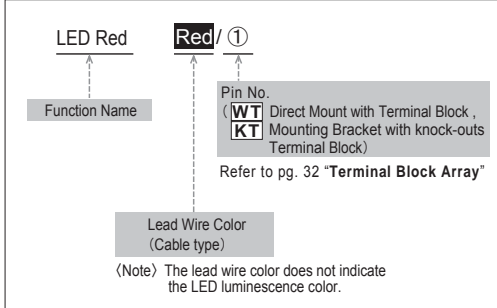 LED Red Red / ①
Function Name
Pin No.
( WT Direct Mount with Terminal Block ,
KT Mounting Bracket with knock-outs
Terminal Block)
Refer to pg. 32 “Terminal Block Array”
Lead Wire Color
(Cable type)
〈Note〉 The lead wire color does not indicate
the LED luminescence color.